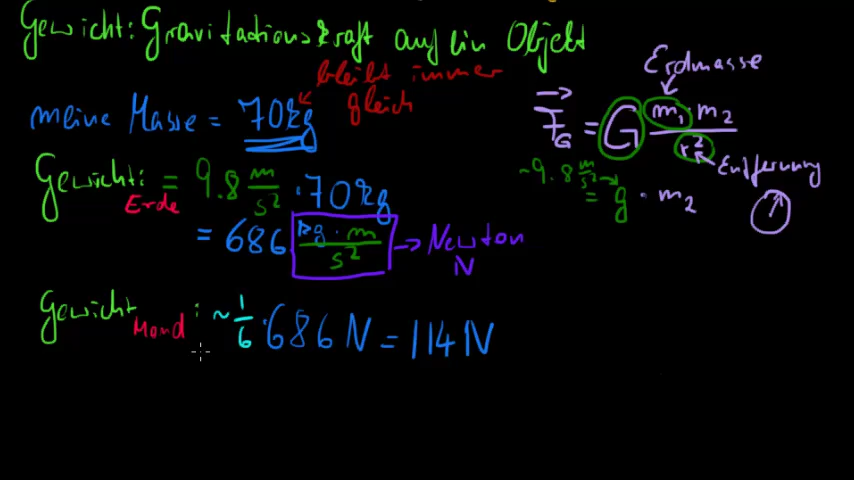 Gewicht: Gravitationskraft auf ein Objekt
bleibt immer
gleich
meine Masse = 70kg
Erdmasse
F_G = G m₁ · m₂ / r²
Entfernung
~9.8 m/s²
= g · m₂
Gewicht Erde: = 9.8 m/s² · 70kg
= 686 kg · m / s² → Newton
N
Gewicht Mond: ~ 1/6 · 686 N = 114 N